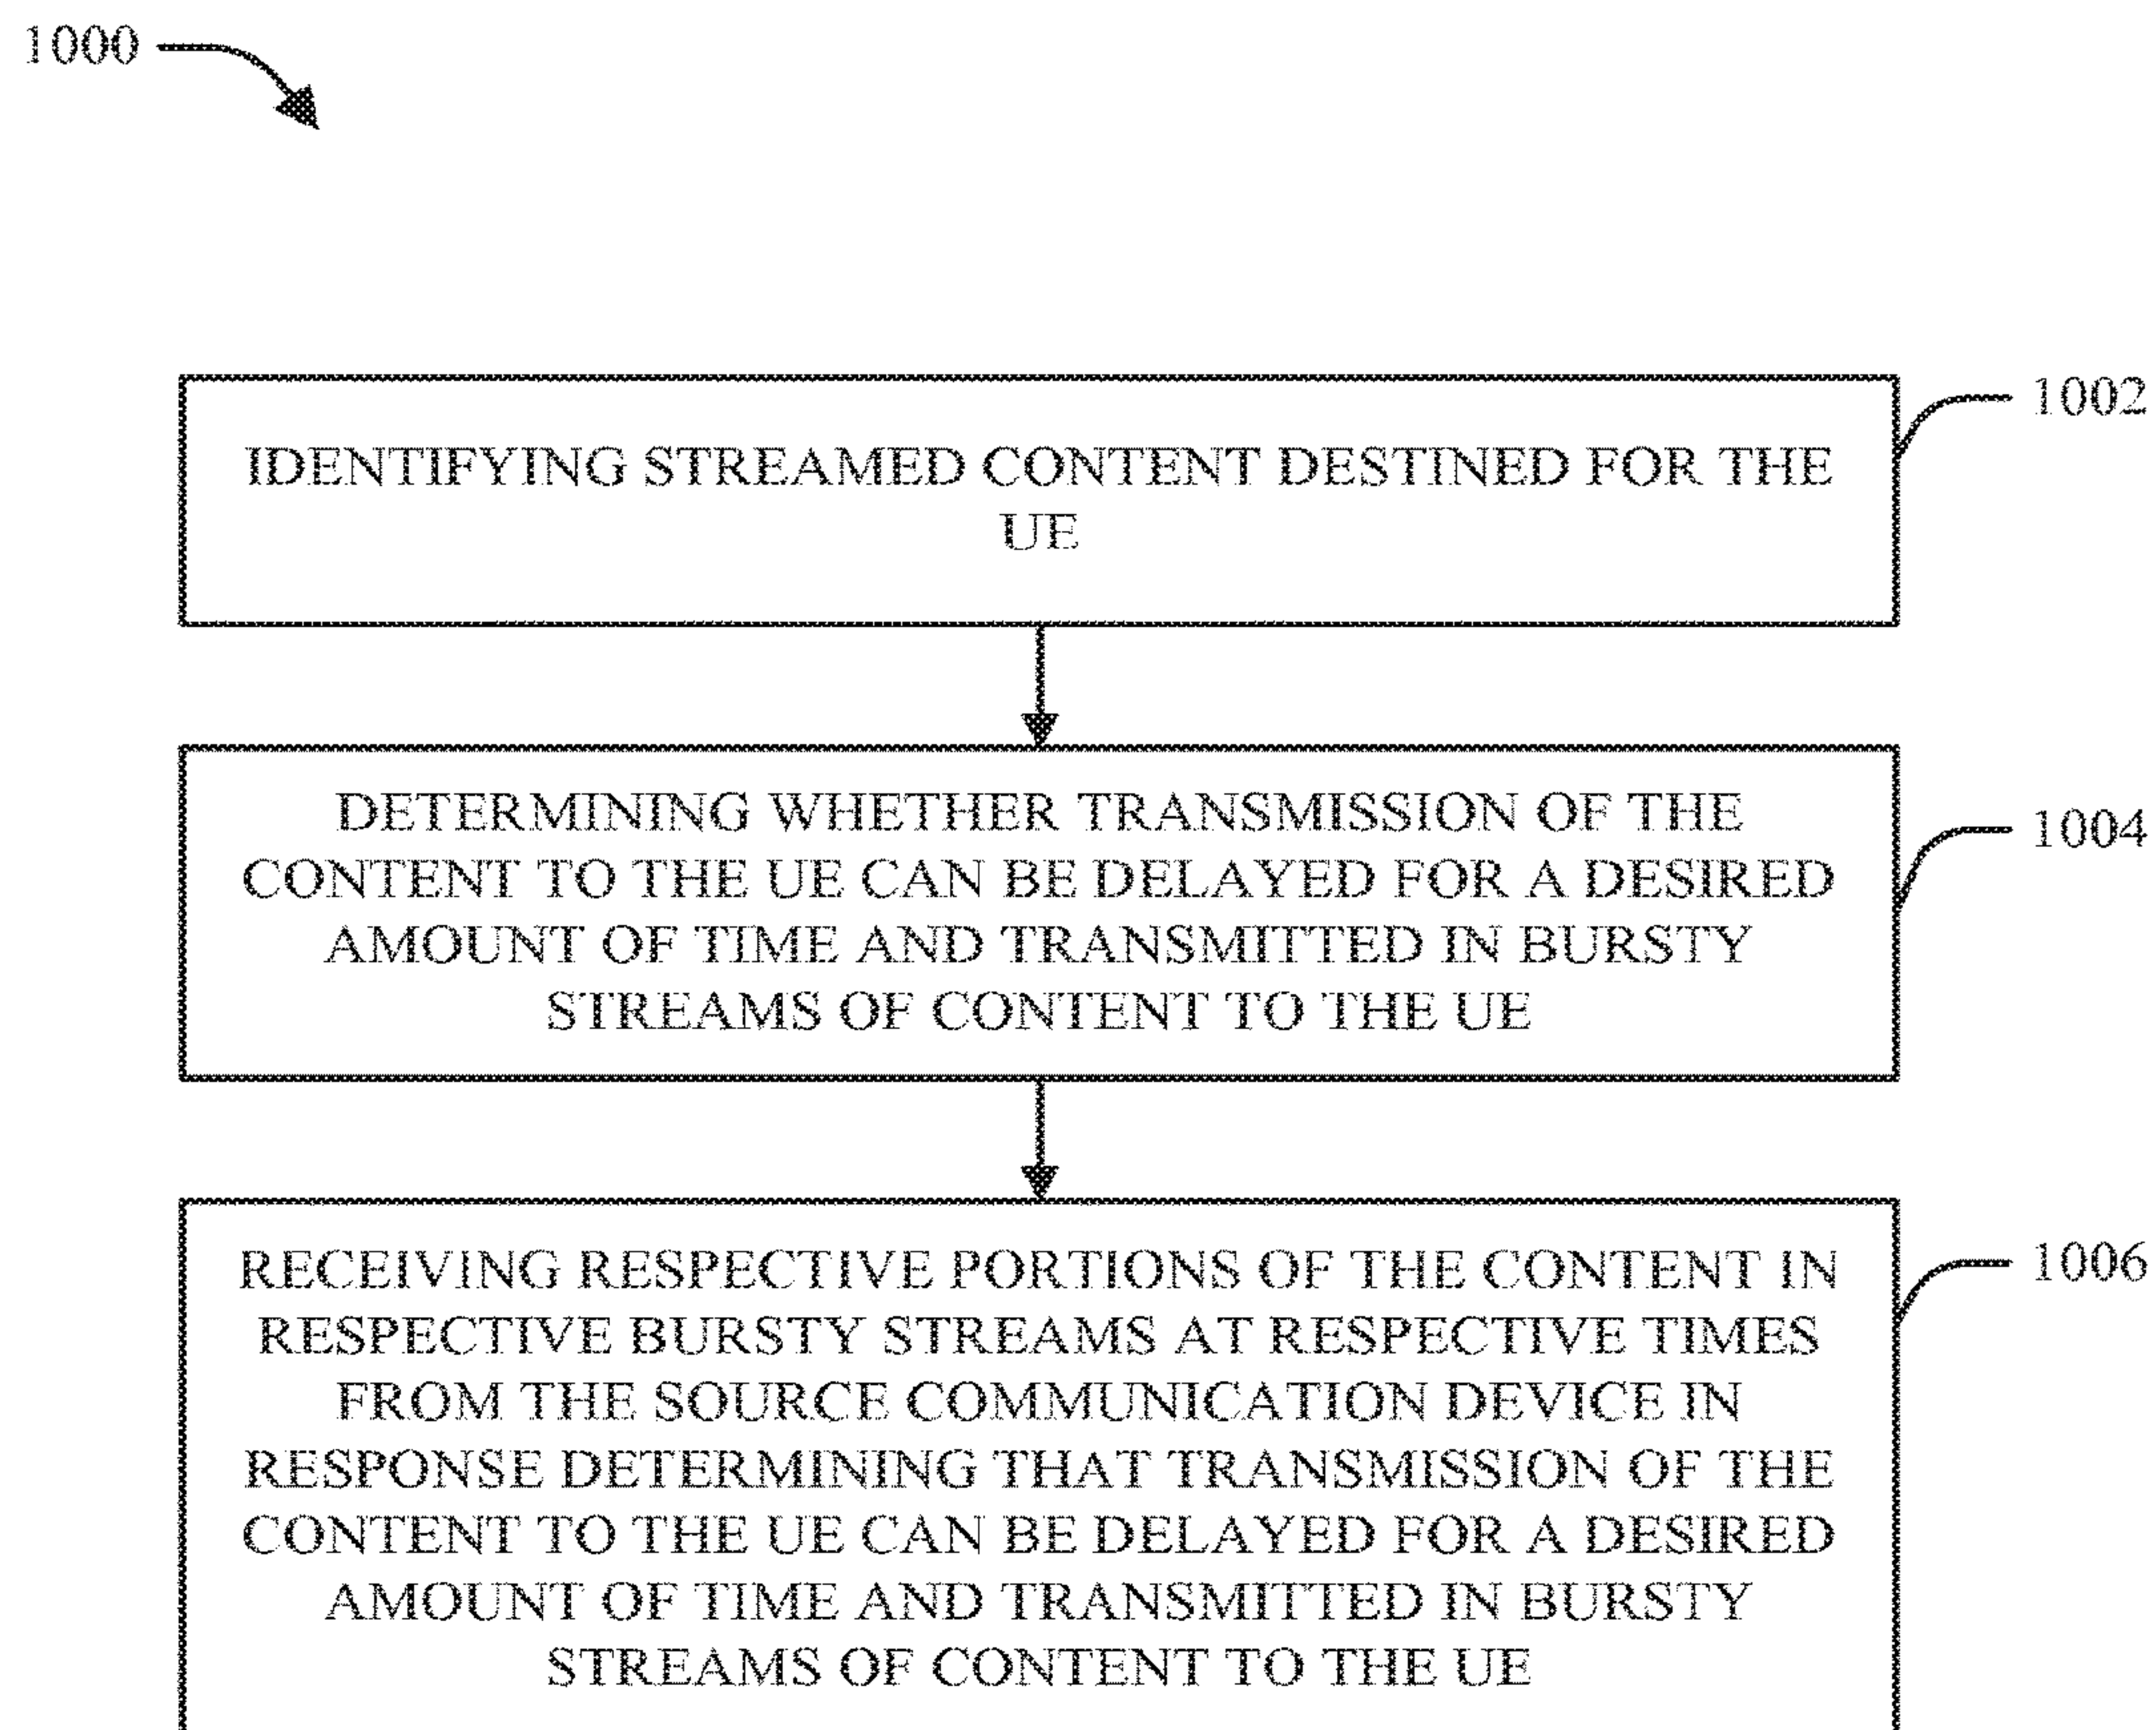 1000
IDENTIFYING STREAMED CONTENT DESTINED FOR THE
UE
1002
DETERMINING WHETHER TRANSMISSION OF THE
CONTENT TO THE UE CAN BE DELAYED FOR A DESIRED
AMOUNT OF TIME AND TRANSMITTED IN BURSTY
STREAMS OF CONTENT TO THE UE
1004
RECEIVING RESPECTIVE PORTIONS OF THE CONTENT IN
RESPECTIVE BURSTY STREAMS AT RESPECTIVE TIMES
FROM THE SOURCE COMMUNICATION DEVICE IN
RESPONSE DETERMINING THAT TRANSMISSION OF THE
CONTENT TO THE UE CAN BE DELAYED FOR A DESIRED
AMOUNT OF TIME AND TRANSMITTED IN BURSTY
STREAMS OF CONTENT TO THE UE
1006